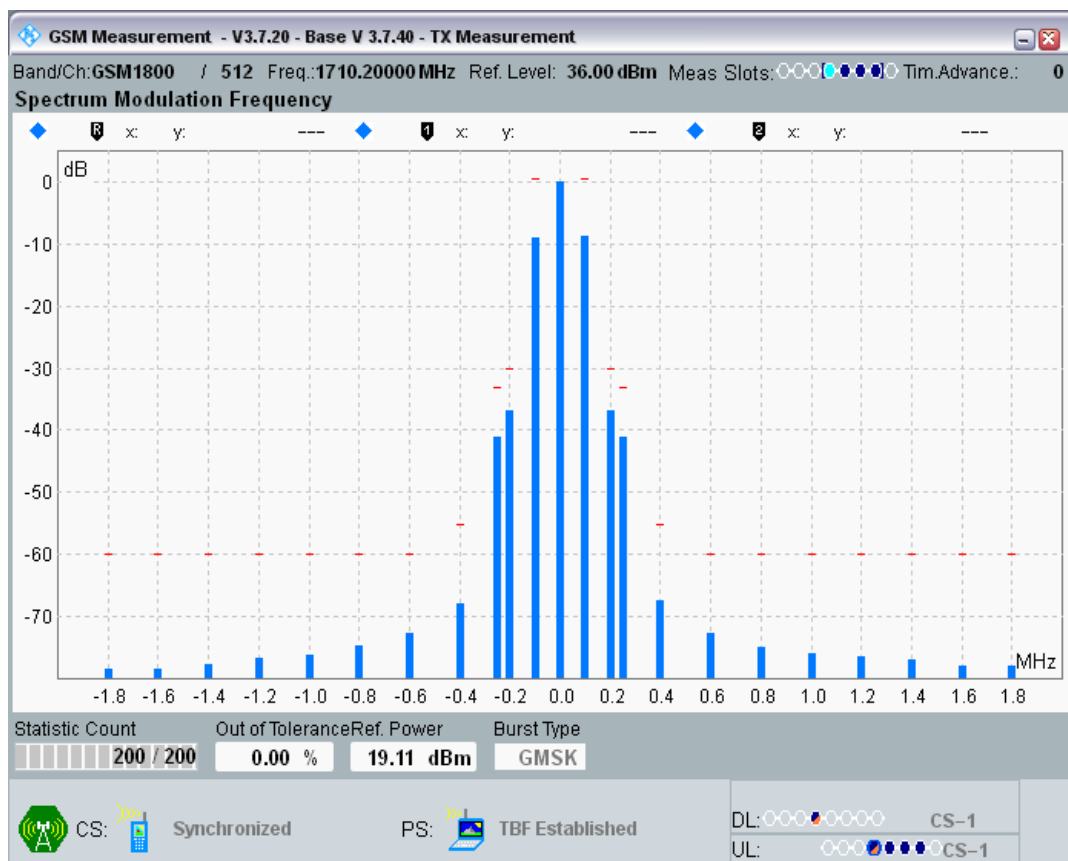 GSM Measurement - V3.7.20 - Base V 3.7.40 - TX Measurement
Band/Ch:GSM1800 / 512 Freq.:1710.20000 MHz Ref. Level: 36.00 dBm Meas Slots: Tim.Advance.: 0
Spectrum Modulation Frequency
R x: y: --- 1 x: y: --- 2 x: y: ---
dB
0
-10
-20
-30
-40
-50
-60
-70
MHz
-1.8 -1.6 -1.4 -1.2 -1.0 -0.8 -0.6 -0.4 -0.2 0.0 0.2 0.4 0.6 0.8 1.0 1.2 1.4 1.6 1.8
Statistic Count Out of Tolerance Ref. Power Burst Type
200 / 200 0.00 % 19.11 dBm GMSK
CS: Synchronized PS: TBF Established
DL: CS-1
UL: CS-1